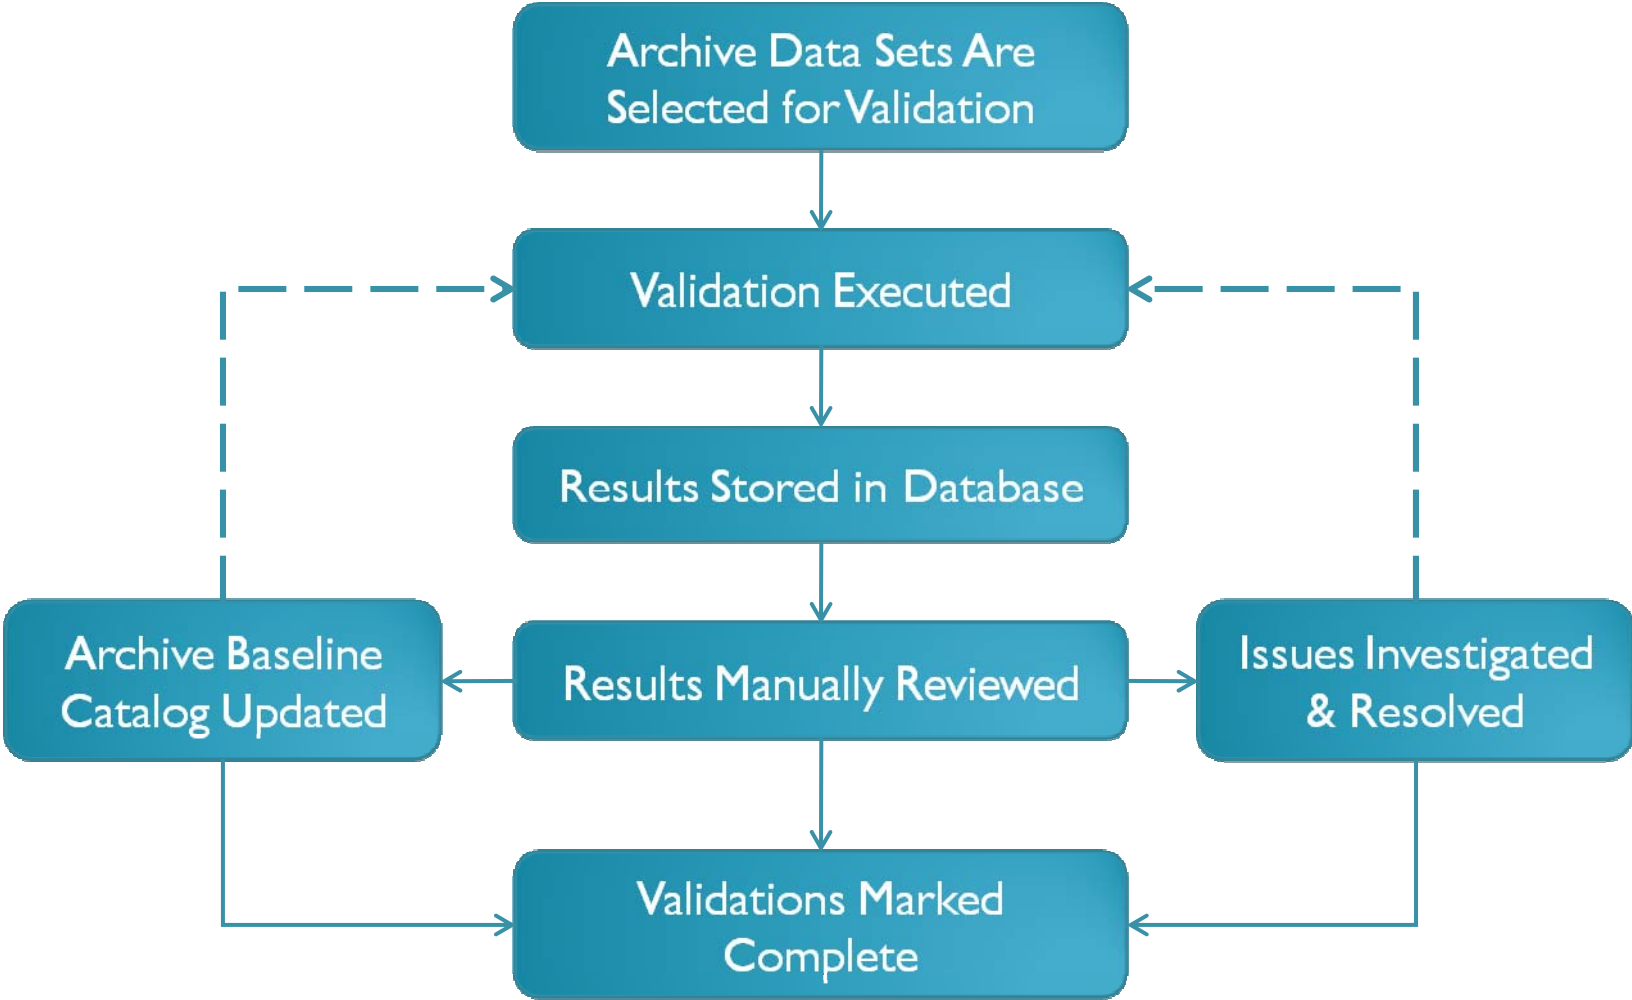 Archive Data Sets Are
Selected for Validation
Validation Executed
Results Stored in Database
Archive Baseline
Catalog Updated
Results Manually Reviewed
Issues Investigated
& Resolved
Validations Marked
Complete